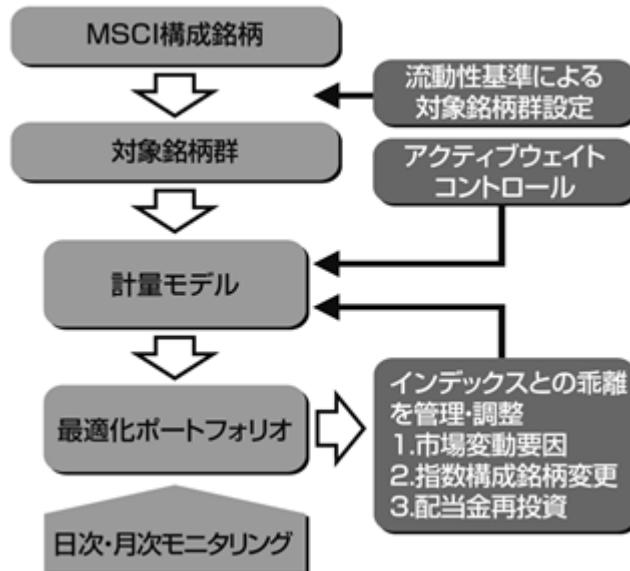 MSCI構成銘柄
流動性基準による
対象銘柄群設定
対象銘柄群
アクティブウェイト
コントロール
計量モデル
最適化ポートフォリオ
インデックスとの乖離
を管理・調整
1.市場変動要因
2.指数構成銘柄変更
3.配当金再投資
日次・月次モニタリング